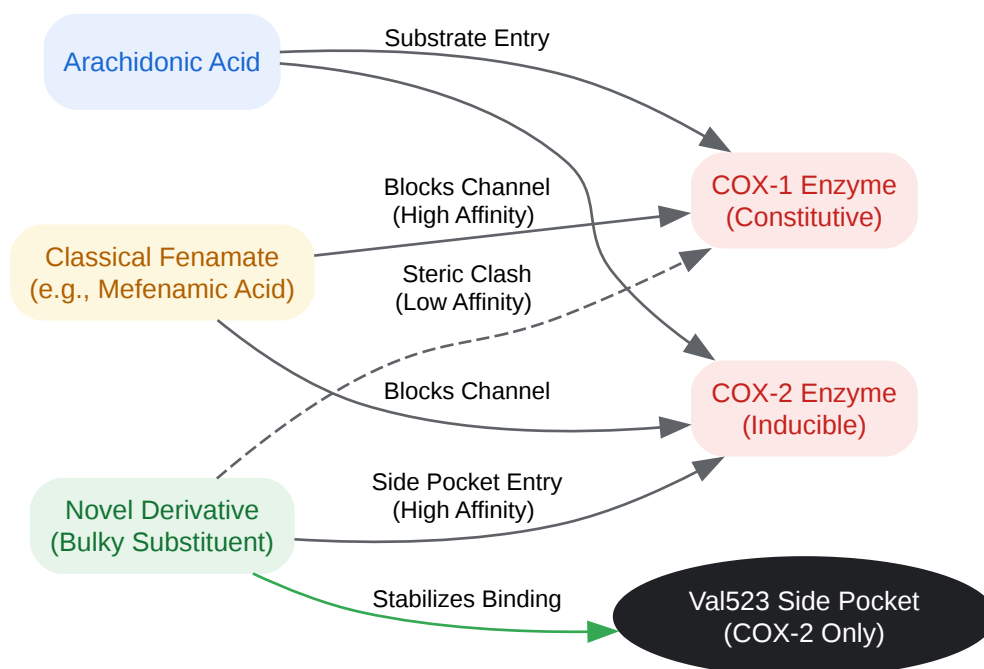 Arachidonic Acid
Substrate Entry
COX-1 Enzyme
(Constitutive)
Blocks Channel
(High Affinity)
Classical Fenamate
(e.g., Mefenamic Acid)
Steric Clash
(Low Affinity)
Blocks Channel
COX-2 Enzyme
(Inducible)
Side Pocket Entry
(High Affinity)
Novel Derivative
(Bulky Substituent)
Stabilizes Binding
Val523 Side Pocket
(COX-2 Only)